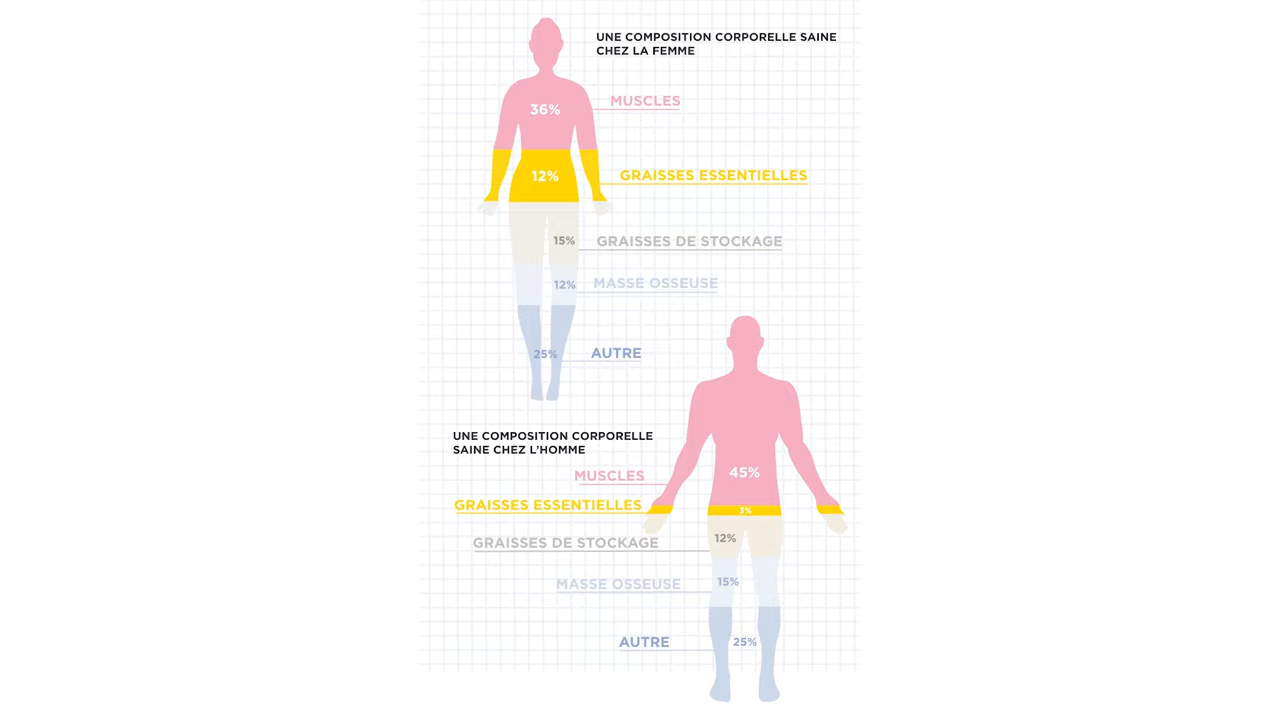 UNE COMPOSITION CORPORELLE SAINE
CHEZ LA FEMME
MUSCLES
36%
GRAISSES ESSENTIELLES
12%
15%
GRAISSES DE STOCKAGE
12%
MASSE OSSEUSE
25%
AUTRE
UNE COMPOSITION CORPORELLE
SAINE CHEZ L'HOMME
MUSCLES
45%
GRAISSES ESSENTIELLES
3%
GRAISSES DE STOCKAGE
12%
MASSE OSSEUSE
15%
AUTRE
25%